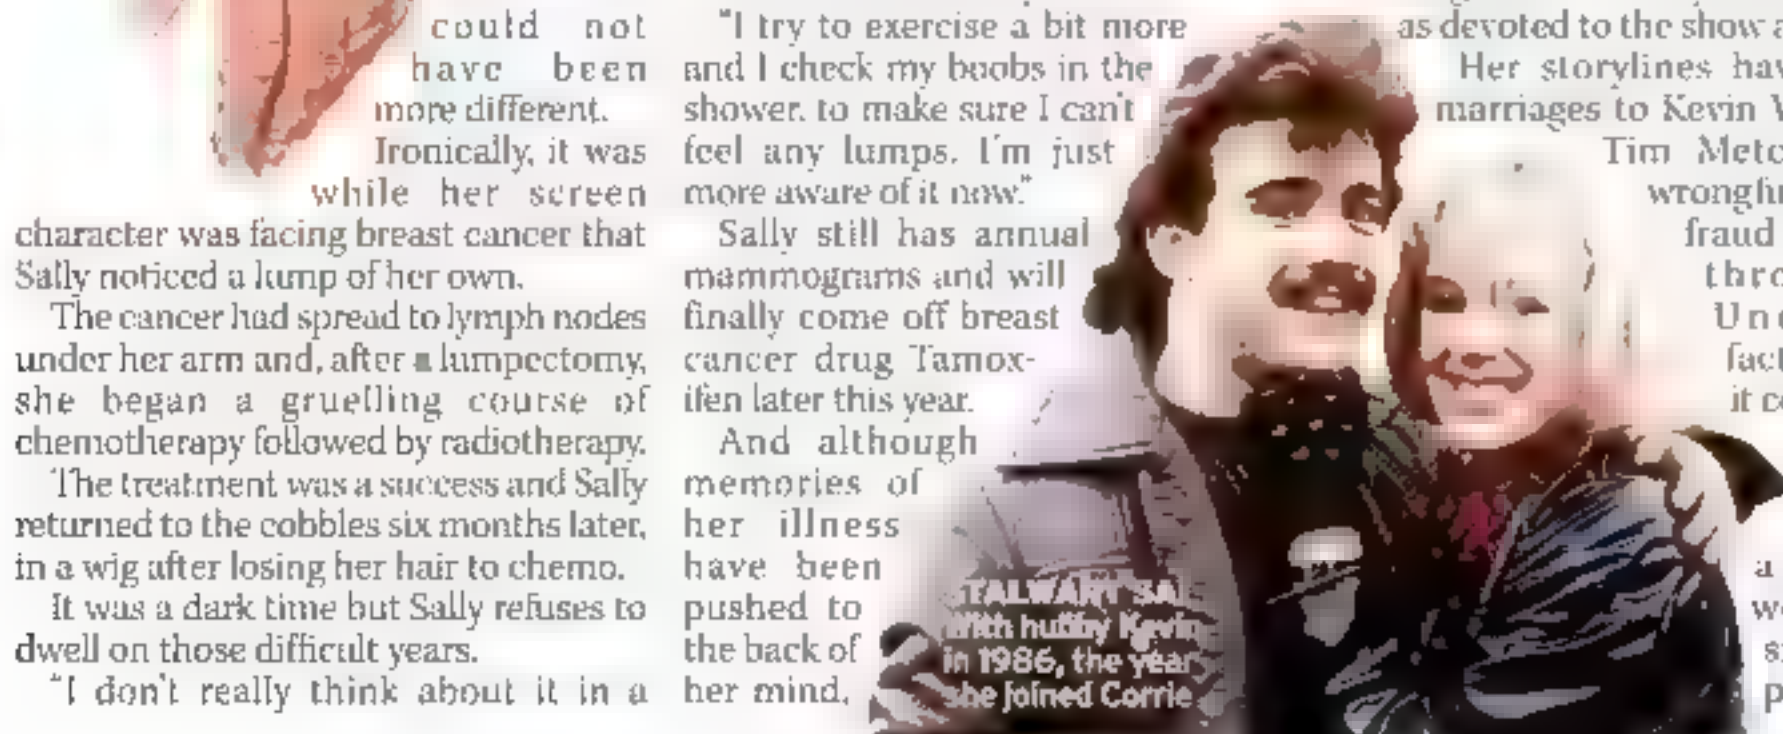 could not
have been
more different.
Ironically, it was
while her screen
character was facing breast cancer that
Sally noticed a lump of her own.
The cancer had spread to lymph nodes
under her arm and, after a lumpectomy,
she began a gruelling course of
chemotherapy followed by radiotherapy.
The treatment was a success and Sally
returned to the cobbles six months later,
in a wig after losing her hair to chemo.
It was a dark time but Sally refuses to
dwell on those difficult years.
"I don't really think about it in a
"I try to exercise a bit more
and I check my boobs in the
shower, to make sure I can't
feel any lumps. I'm just
more aware of it now."
Sally still has annual
mammograms and will
finally come off breast
cancer drug Tamox-
ifen later this year.
And although
memories of
her illness
have been
pushed to
the back of
her mind,
STALWART SAL
With hubby Kevin
in 1986, the year
she joined Corrie
as devoted to the show
Her storylines
marriages to Kevin
Tim
fraud
it
a